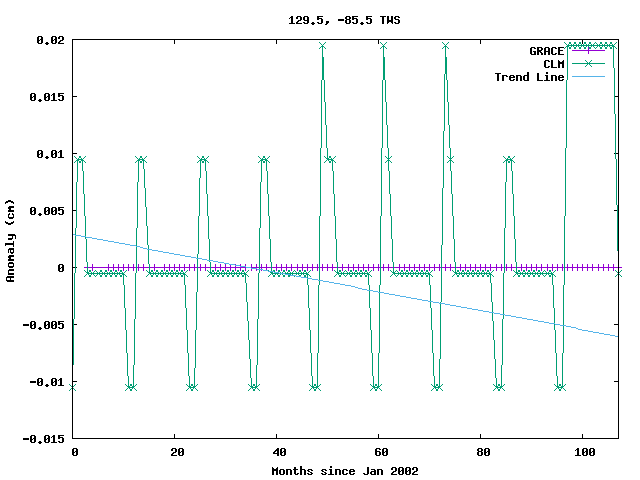 129.5, -85.5 TWS
GRACE
CLM
Trend Line
0.02
0.015
0.01
0.005
0
-0.005
-0.01
-0.015
Anomaly (cm)
0 20 40 60 80 100
Months since Jan 2002